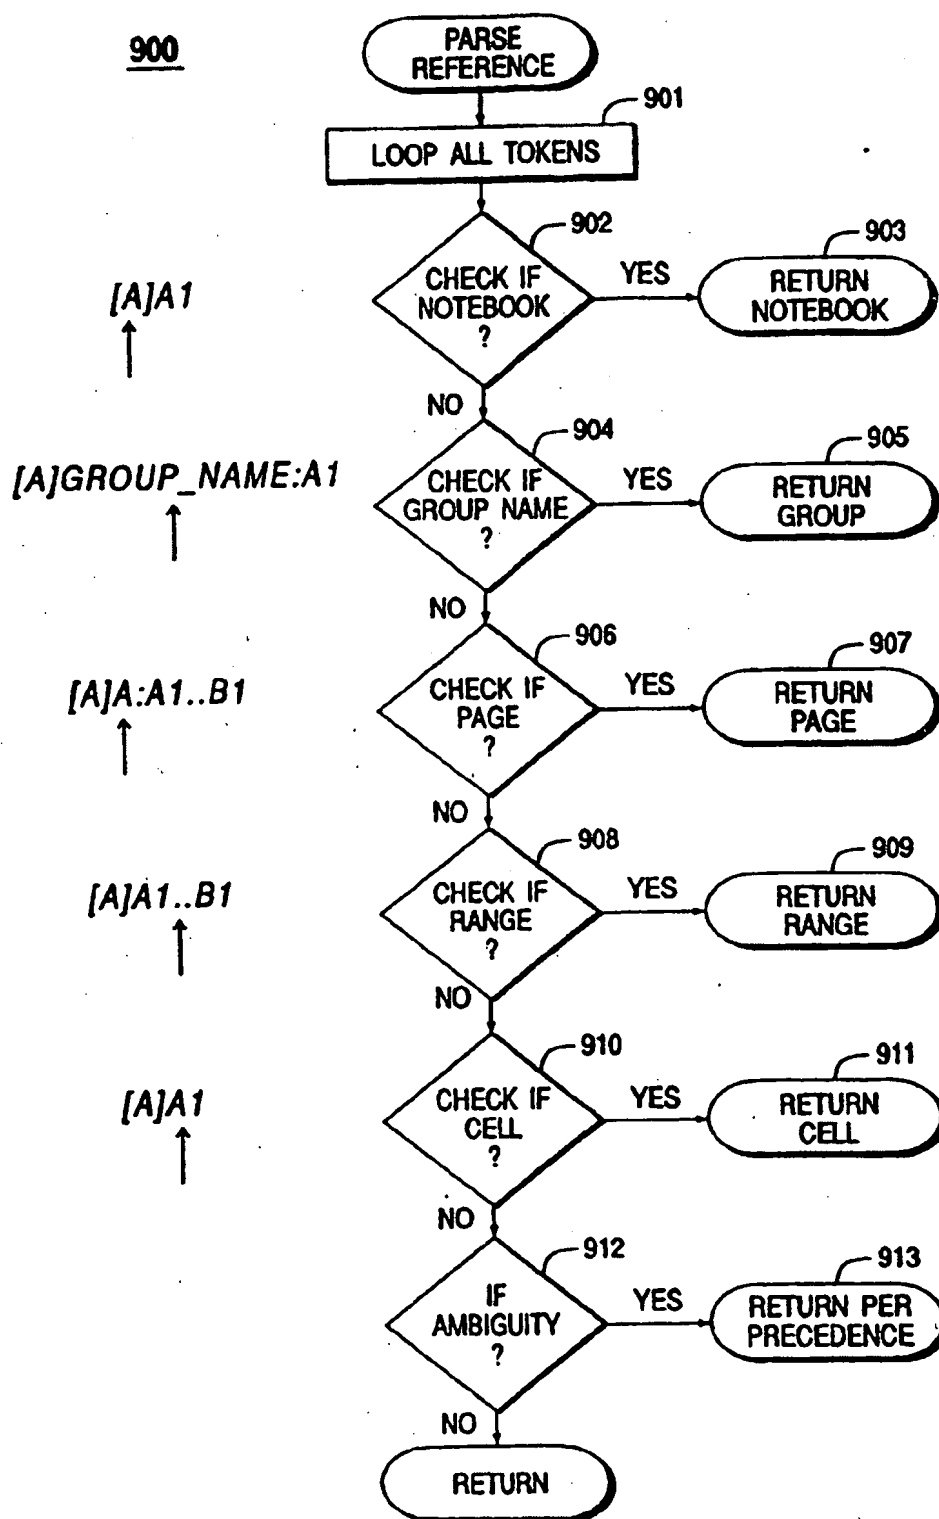 900
PARSE
REFERENCE
901
LOOP ALL TOKENS
902
903
[A]A1
CHECK IF
NOTEBOOK
?
YES
RETURN
NOTEBOOK
NO
904
905
[A]GROUP_NAME:A1
CHECK IF
GROUP NAME
?
YES
RETURN
GROUP
NO
906
907
[A]A:A1..B1
CHECK IF
PAGE
?
YES
RETURN
PAGE
NO
908
909
[A]A1..B1
CHECK IF
RANGE
?
YES
RETURN
RANGE
NO
910
911
[A]A1
CHECK IF
CELL
?
YES
RETURN
CELL
NO
912
913
IF
AMBIGUITY
?
YES
RETURN PER
PRECEDENCE
NO
RETURN